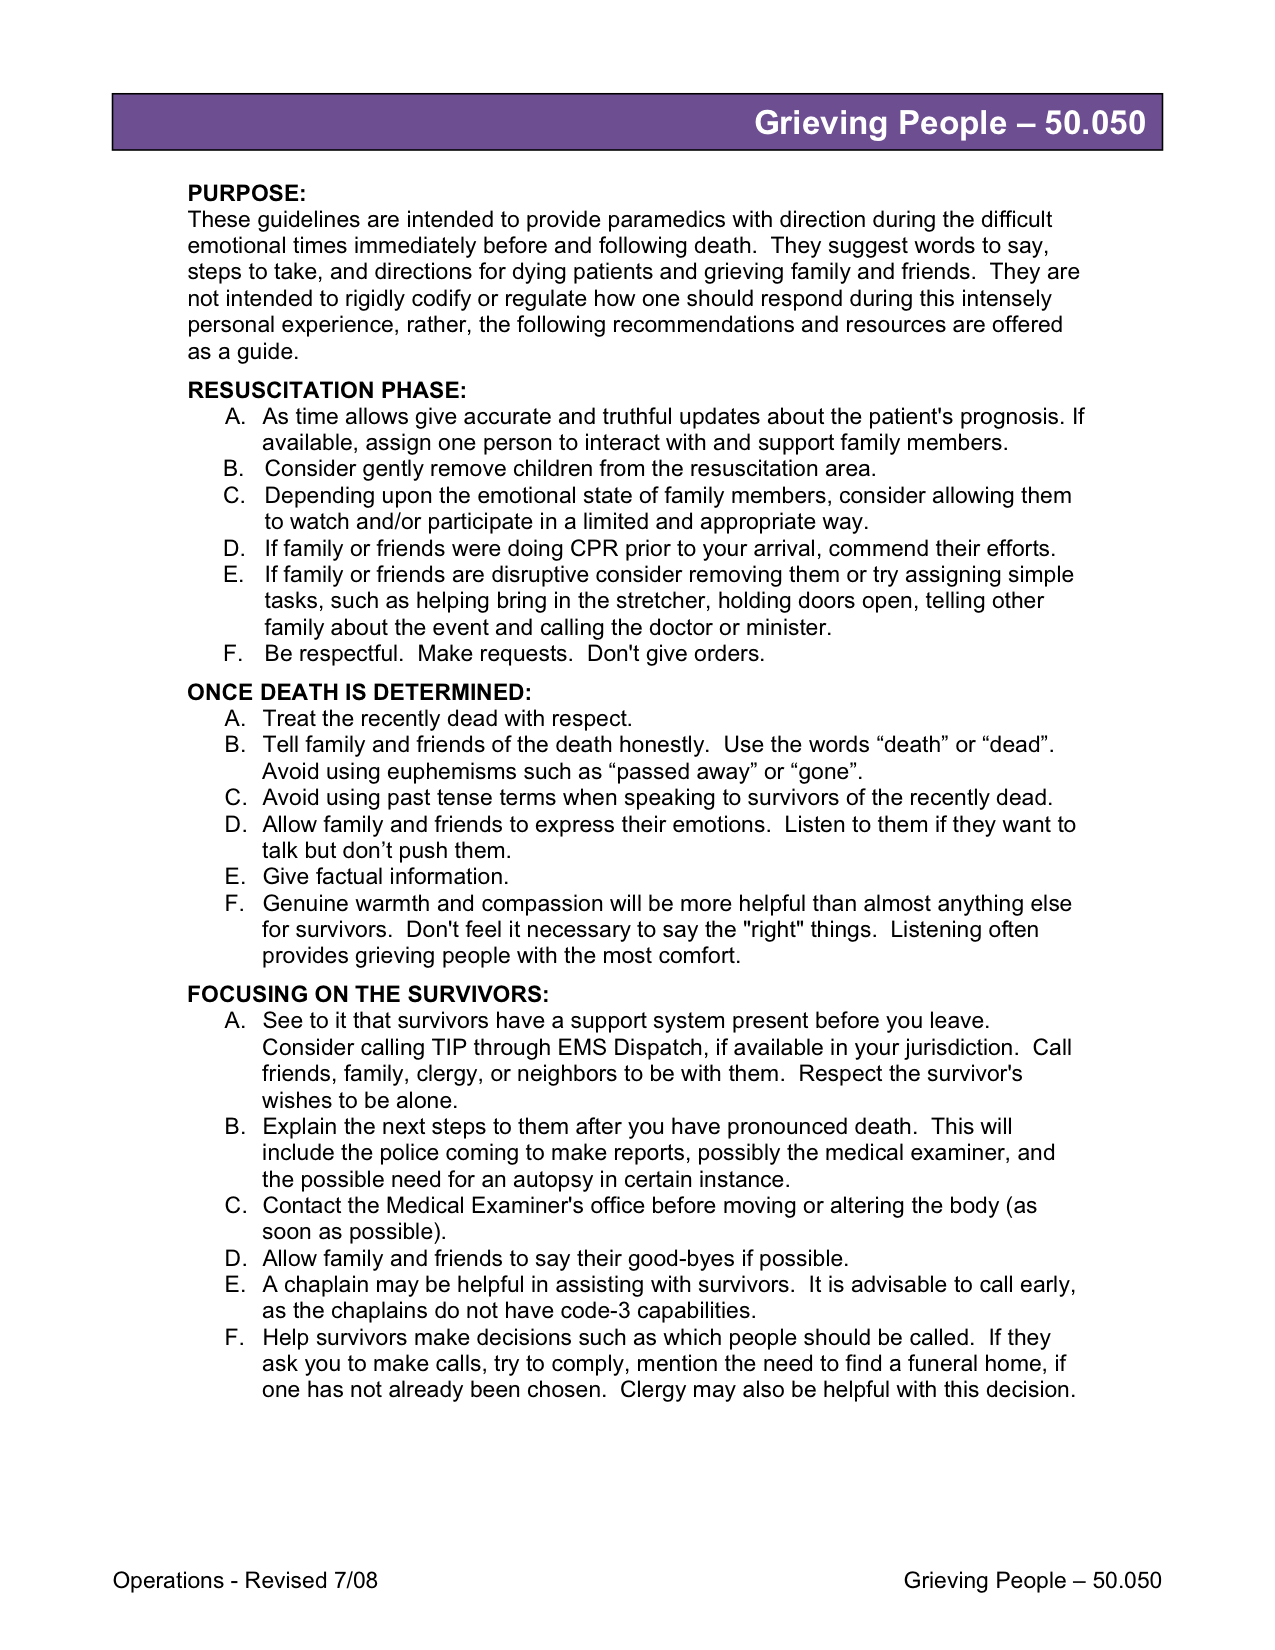 Grieving People – 50.050
PURPOSE:
These guidelines are intended to provide paramedics with direction during the difficult
emotional times immediately before and following death.  They suggest words to say,
steps to take, and directions for dying patients and grieving family and friends.  They are
not intended to rigidly codify or regulate how one should respond during this intensely
personal experience, rather, the following recommendations and resources are offered
as a guide.
RESUSCITATION PHASE:
A. As time allows give accurate and truthful updates about the patient's prognosis. If
available, assign one person to interact with and support family members.
B. Consider gently remove children from the resuscitation area.
C. Depending upon the emotional state of family members, consider allowing them
to watch and/or participate in a limited and appropriate way.
D. If family or friends were doing CPR prior to your arrival, commend their efforts.
E. If family or friends are disruptive consider removing them or try assigning simple
tasks, such as helping bring in the stretcher, holding doors open, telling other
family about the event and calling the doctor or minister.
F. Be respectful.  Make requests.  Don't give orders.
ONCE DEATH IS DETERMINED:
A. Treat the recently dead with respect.
B. Tell family and friends of the death honestly.  Use the words “death” or “dead”.
Avoid using euphemisms such as “passed away” or “gone”.
C. Avoid using past tense terms when speaking to survivors of the recently dead.
D. Allow family and friends to express their emotions.  Listen to them if they want to
talk but don’t push them.
E. Give factual information.
F. Genuine warmth and compassion will be more helpful than almost anything else
for survivors.  Don't feel it necessary to say the "right" things.  Listening often
provides grieving people with the most comfort.
FOCUSING ON THE SURVIVORS:
A. See to it that survivors have a support system present before you leave.
Consider calling TIP through EMS Dispatch, if available in your jurisdiction.  Call
friends, family, clergy, or neighbors to be with them.  Respect the survivor's
wishes to be alone.
B. Explain the next steps to them after you have pronounced death.  This will
include the police coming to make reports, possibly the medical examiner, and
the possible need for an autopsy in certain instance.
C. Contact the Medical Examiner's office before moving or altering the body (as
soon as possible).
D. Allow family and friends to say their good-byes if possible.
E. A chaplain may be helpful in assisting with survivors.  It is advisable to call early,
as the chaplains do not have code-3 capabilities.
F. Help survivors make decisions such as which people should be called.  If they
ask you to make calls, try to comply, mention the need to find a funeral home, if
one has not already been chosen.  Clergy may also be helpful with this decision.
Operations - Revised 7/08
Grieving People – 50.050